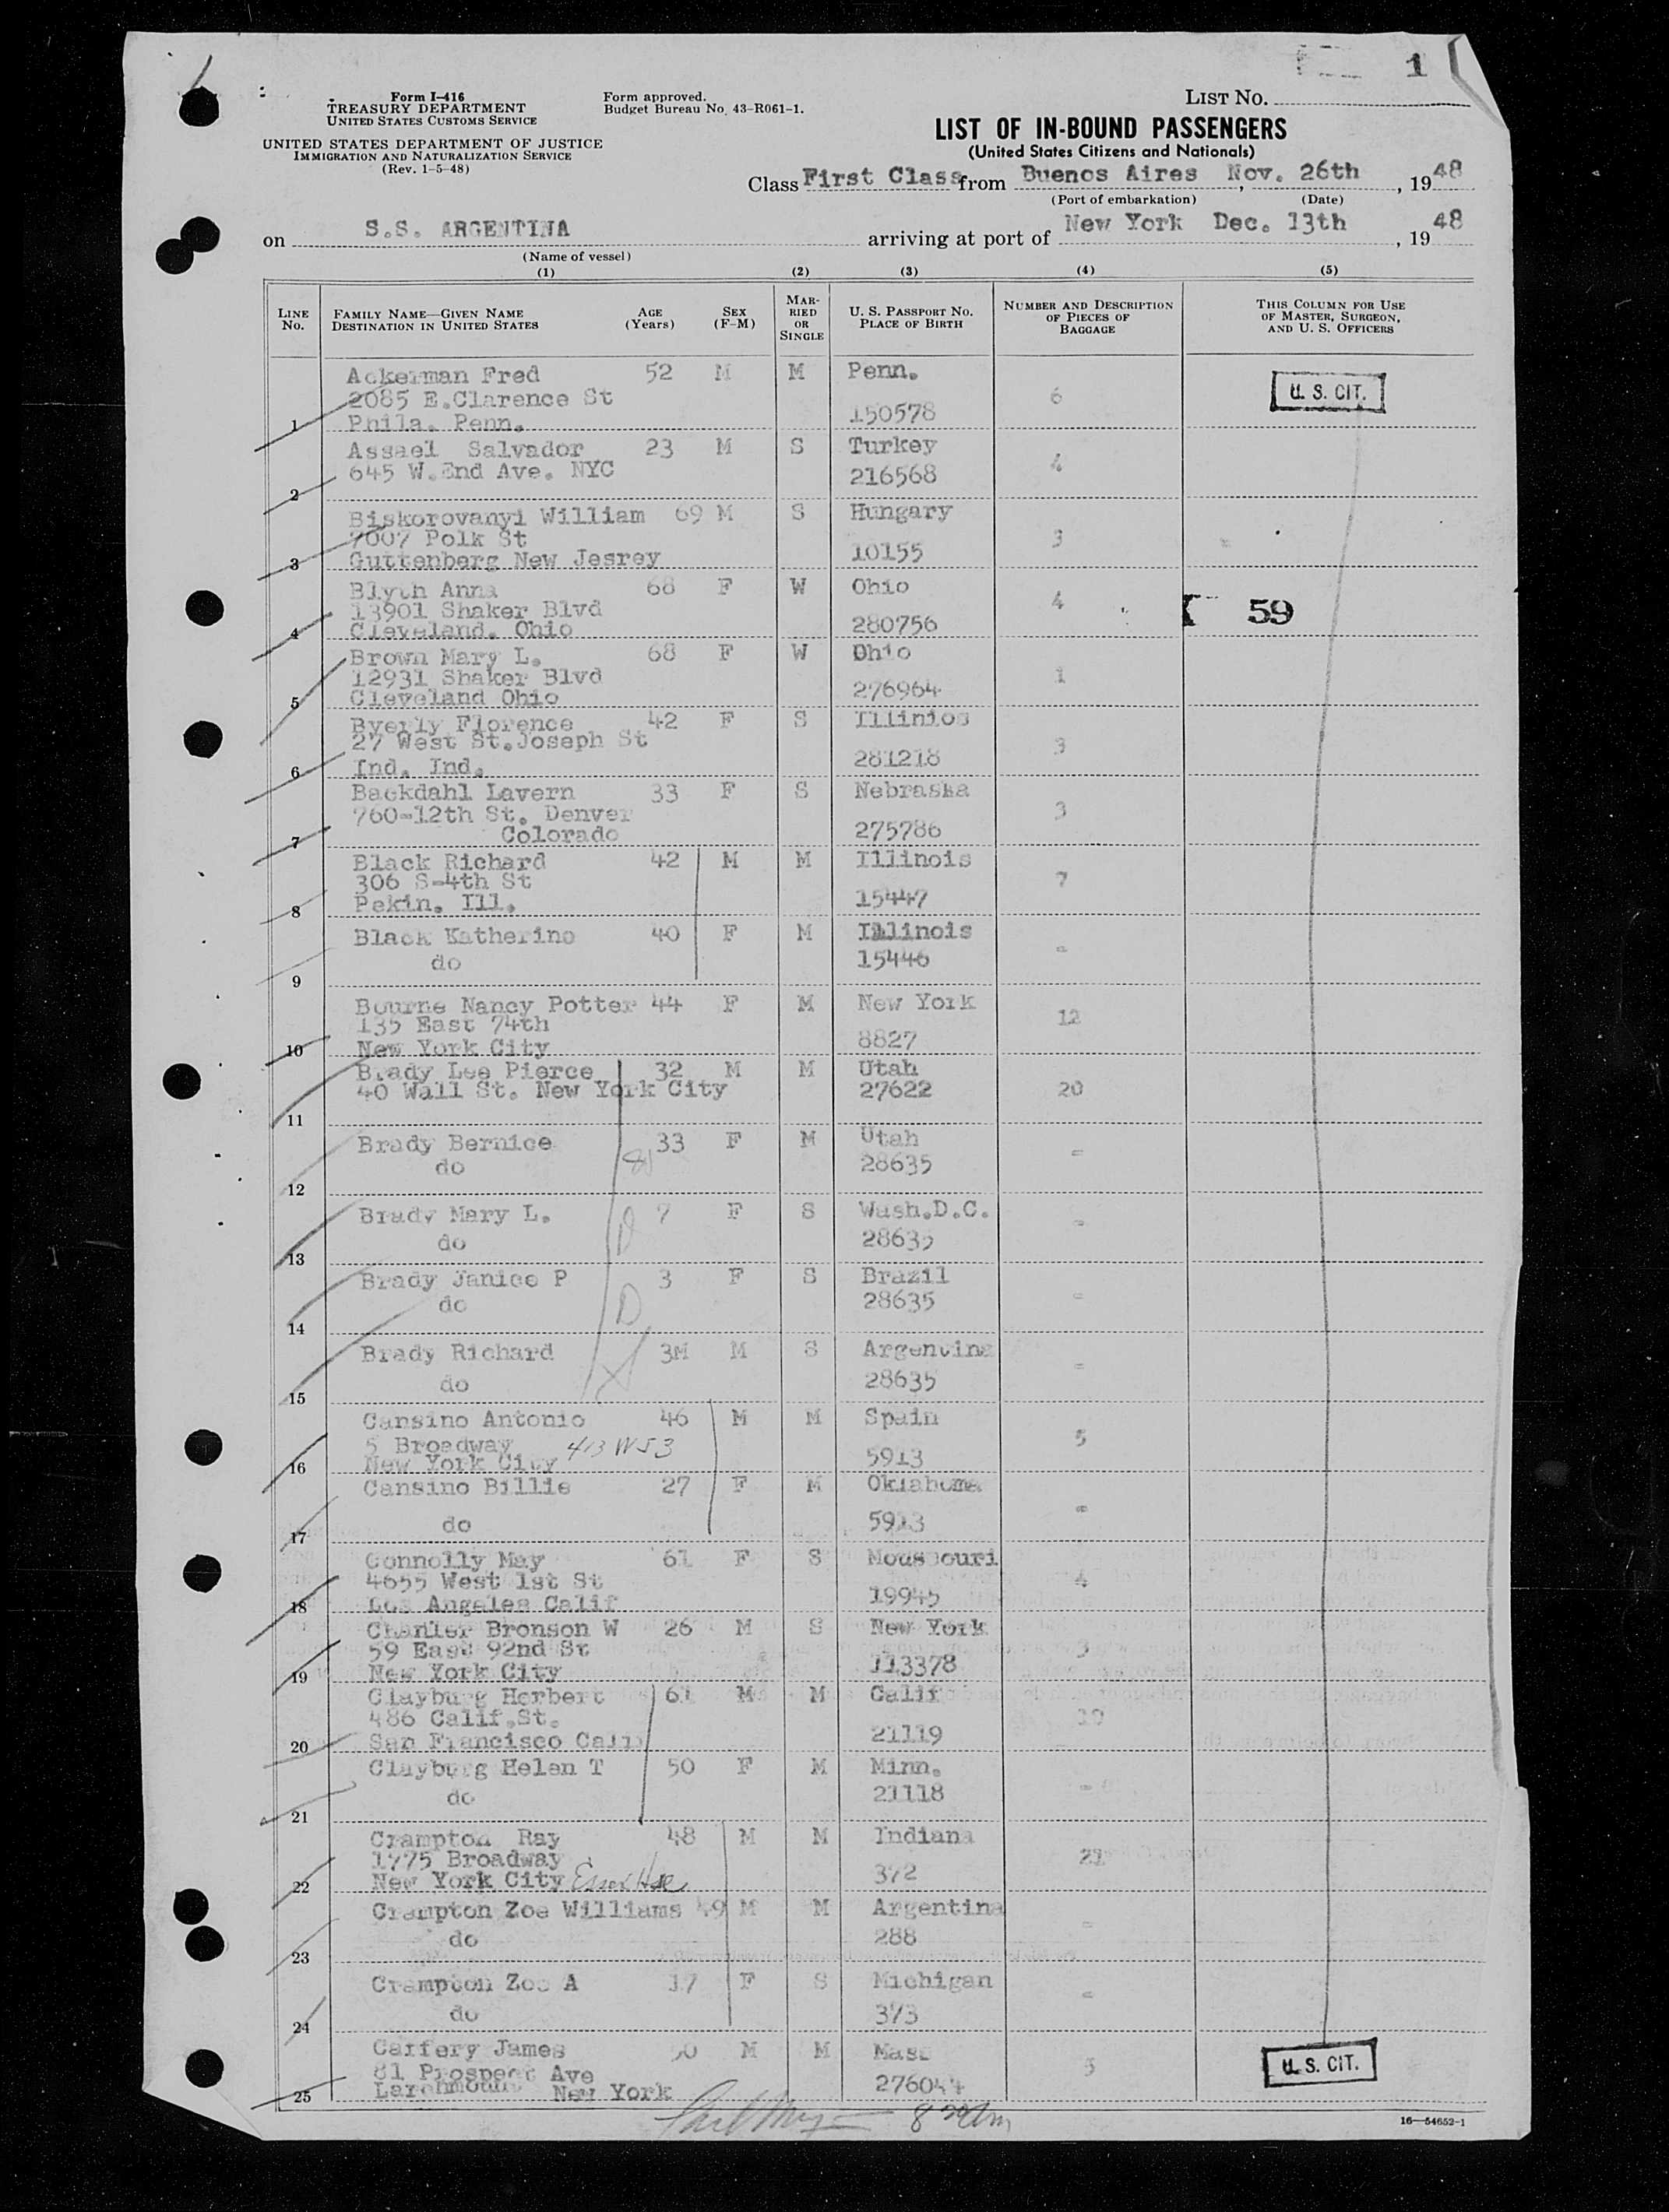 1
Form I-416
TREASURY DEPARTMENT
UNITED STATES CUSTOMS SERVICE
UNITED STATES DEPARTMENT OF JUSTICE
IMMIGRATION AND NATURALIZATION SERVICE
(Rev. 1-5-48)
Form approved.
Budget Bureau No. 43-R061-1.
LIST No.
LIST OF IN-BOUND PASSENGERS
(United States Citizens and Nationals)
Class First Class from Buenos Aires, Nov. 26th, 1948
(Port of embarkation) (Date)
on S.S. ARGENTINA arriving at port of New York Dec. 13th, 1948
(Name of vessel)
(1) (2) (3) (4) (5)
LINE No. FAMILY NAME—GIVEN NAME DESTINATION IN UNITED STATES AGE (Years) SEX (F-M) MARRIED OR SINGLE U. S. PASSPORT No. PLACE OF BIRTH NUMBER AND DESCRIPTION OF PIECES OF BAGGAGE THIS COLUMN FOR USE OF MASTER, SURGEON, AND U. S. OFFICERS
Ackerman Fred 52 M M Penn.
2085 E.Clarence St 6 U. S. CIT.
1 Phila. Penn. 150578
Assael Salvador 23 M S Turkey
645 W.End Ave. NYC 216568 4
2
Biskorovanyi William 69 M S Hungary
7007 Polk St 3
3 Guttenberg New Jesrey 10155
Blyth Anna 68 F W Ohio
13901 Shaker Blvd 4 59
4 Cleveland. Ohio 280756
Brown Mary L. 68 F W Ohio
12931 Shaker Blvd 1
5 Cleveland Ohio 276964
Byerly Florence 42 F S Illinios
27 West St.Joseph St 3
6 Ind. Ind. 281218
Backdahl Lavern 33 F S Nebraska
760-12th St. Denver 3
7 Colorado 275786
Black Richard 42 M M Illinois
306 S-4th St 7
8 Pekin. Ill. 15447
Black Katherine 40 F M Illinois
do 15446 -
9
Bourne Nancy Potter 44 F M New York
135 East 74th 12
10 New York City 8827
Brady Lee Pierce 32 M M Utah
40 Wall St. New York City 27622 20
11
Brady Bernice 33 F M Utah
do 28635 -
12
Brady Mary L. 7 F S Wash.D.C.
do D 28635 -
13
Brady Janice P 3 F S Brazil
do D 28635 -
14
Brady Richard 3M M S Argentina
do 28635 -
15
Cansino Antonio 46 M M Spain
5 Broadway 413 W53 5
16 New York City 5913
Cansino Billie 27 F M Oklahoma
do 5913 -
17
Connolly May 61 F S Mousouri
4655 West 1st St 4
18 Los Angeles Calif 19945
Chanler Bronson W 26 M S New York
59 East 92nd St 3
19 New York City 113378
Clayburg Herbert 61 M M Calif
486 Calif.St. 19
20 San Francisco Calif 21119
Clayburg Helen T 50 F M Minn.
do 21118 -
21
Crampton Ray 48 M M Indiana
1775 Broadway 21
22 New York City Essex Hse 372
Crampton Zoe Williams 49 M M Argentina
do 288 -
23
Crampton Zoe A 17 F S Michigan
do 373 -
24
Caffery James 50 M M Mass
81 Prospect Ave 5 U. S. CIT.
25 Larchmount New York 276044
16—54652-1